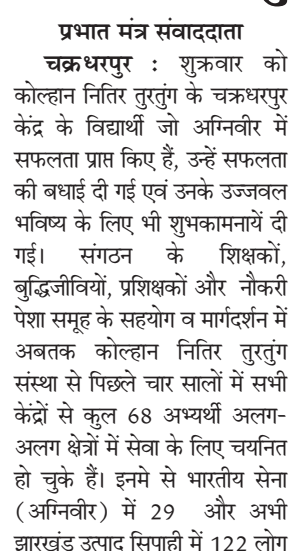 प्रभात मंत्र संवाददाता
चक्रधरपुर : शुक्रवार को
कोल्हान नितिर तुरतुंग के चक्रधरपुर
केंद्र के विद्यार्थी जो अग्निवीर में
सफलता प्राप्त किए हैं, उन्हें सफलता
की बधाई दी गई एवं उनके उज्जवल
भविष्य के लिए भी शुभकामनायें दी
गई। संगठन के शिक्षकों,
बुद्धिजीवियों, प्रशिक्षकों और नौकरी
पेशा समूह के सहयोग व मार्गदर्शन में
अबतक कोल्हान नितिर तुरतुंग
संस्था से पिछले चार सालों में सभी
केंद्रों से कुल 68 अभ्यर्थी अलग-
अलग क्षेत्रों में सेवा के लिए चयनित
हो चुके हैं। इनमे से भारतीय सेना
(अग्निवीर) में 29 और अभी
झारखंड उत्पाद सिपाही में 122 लोग